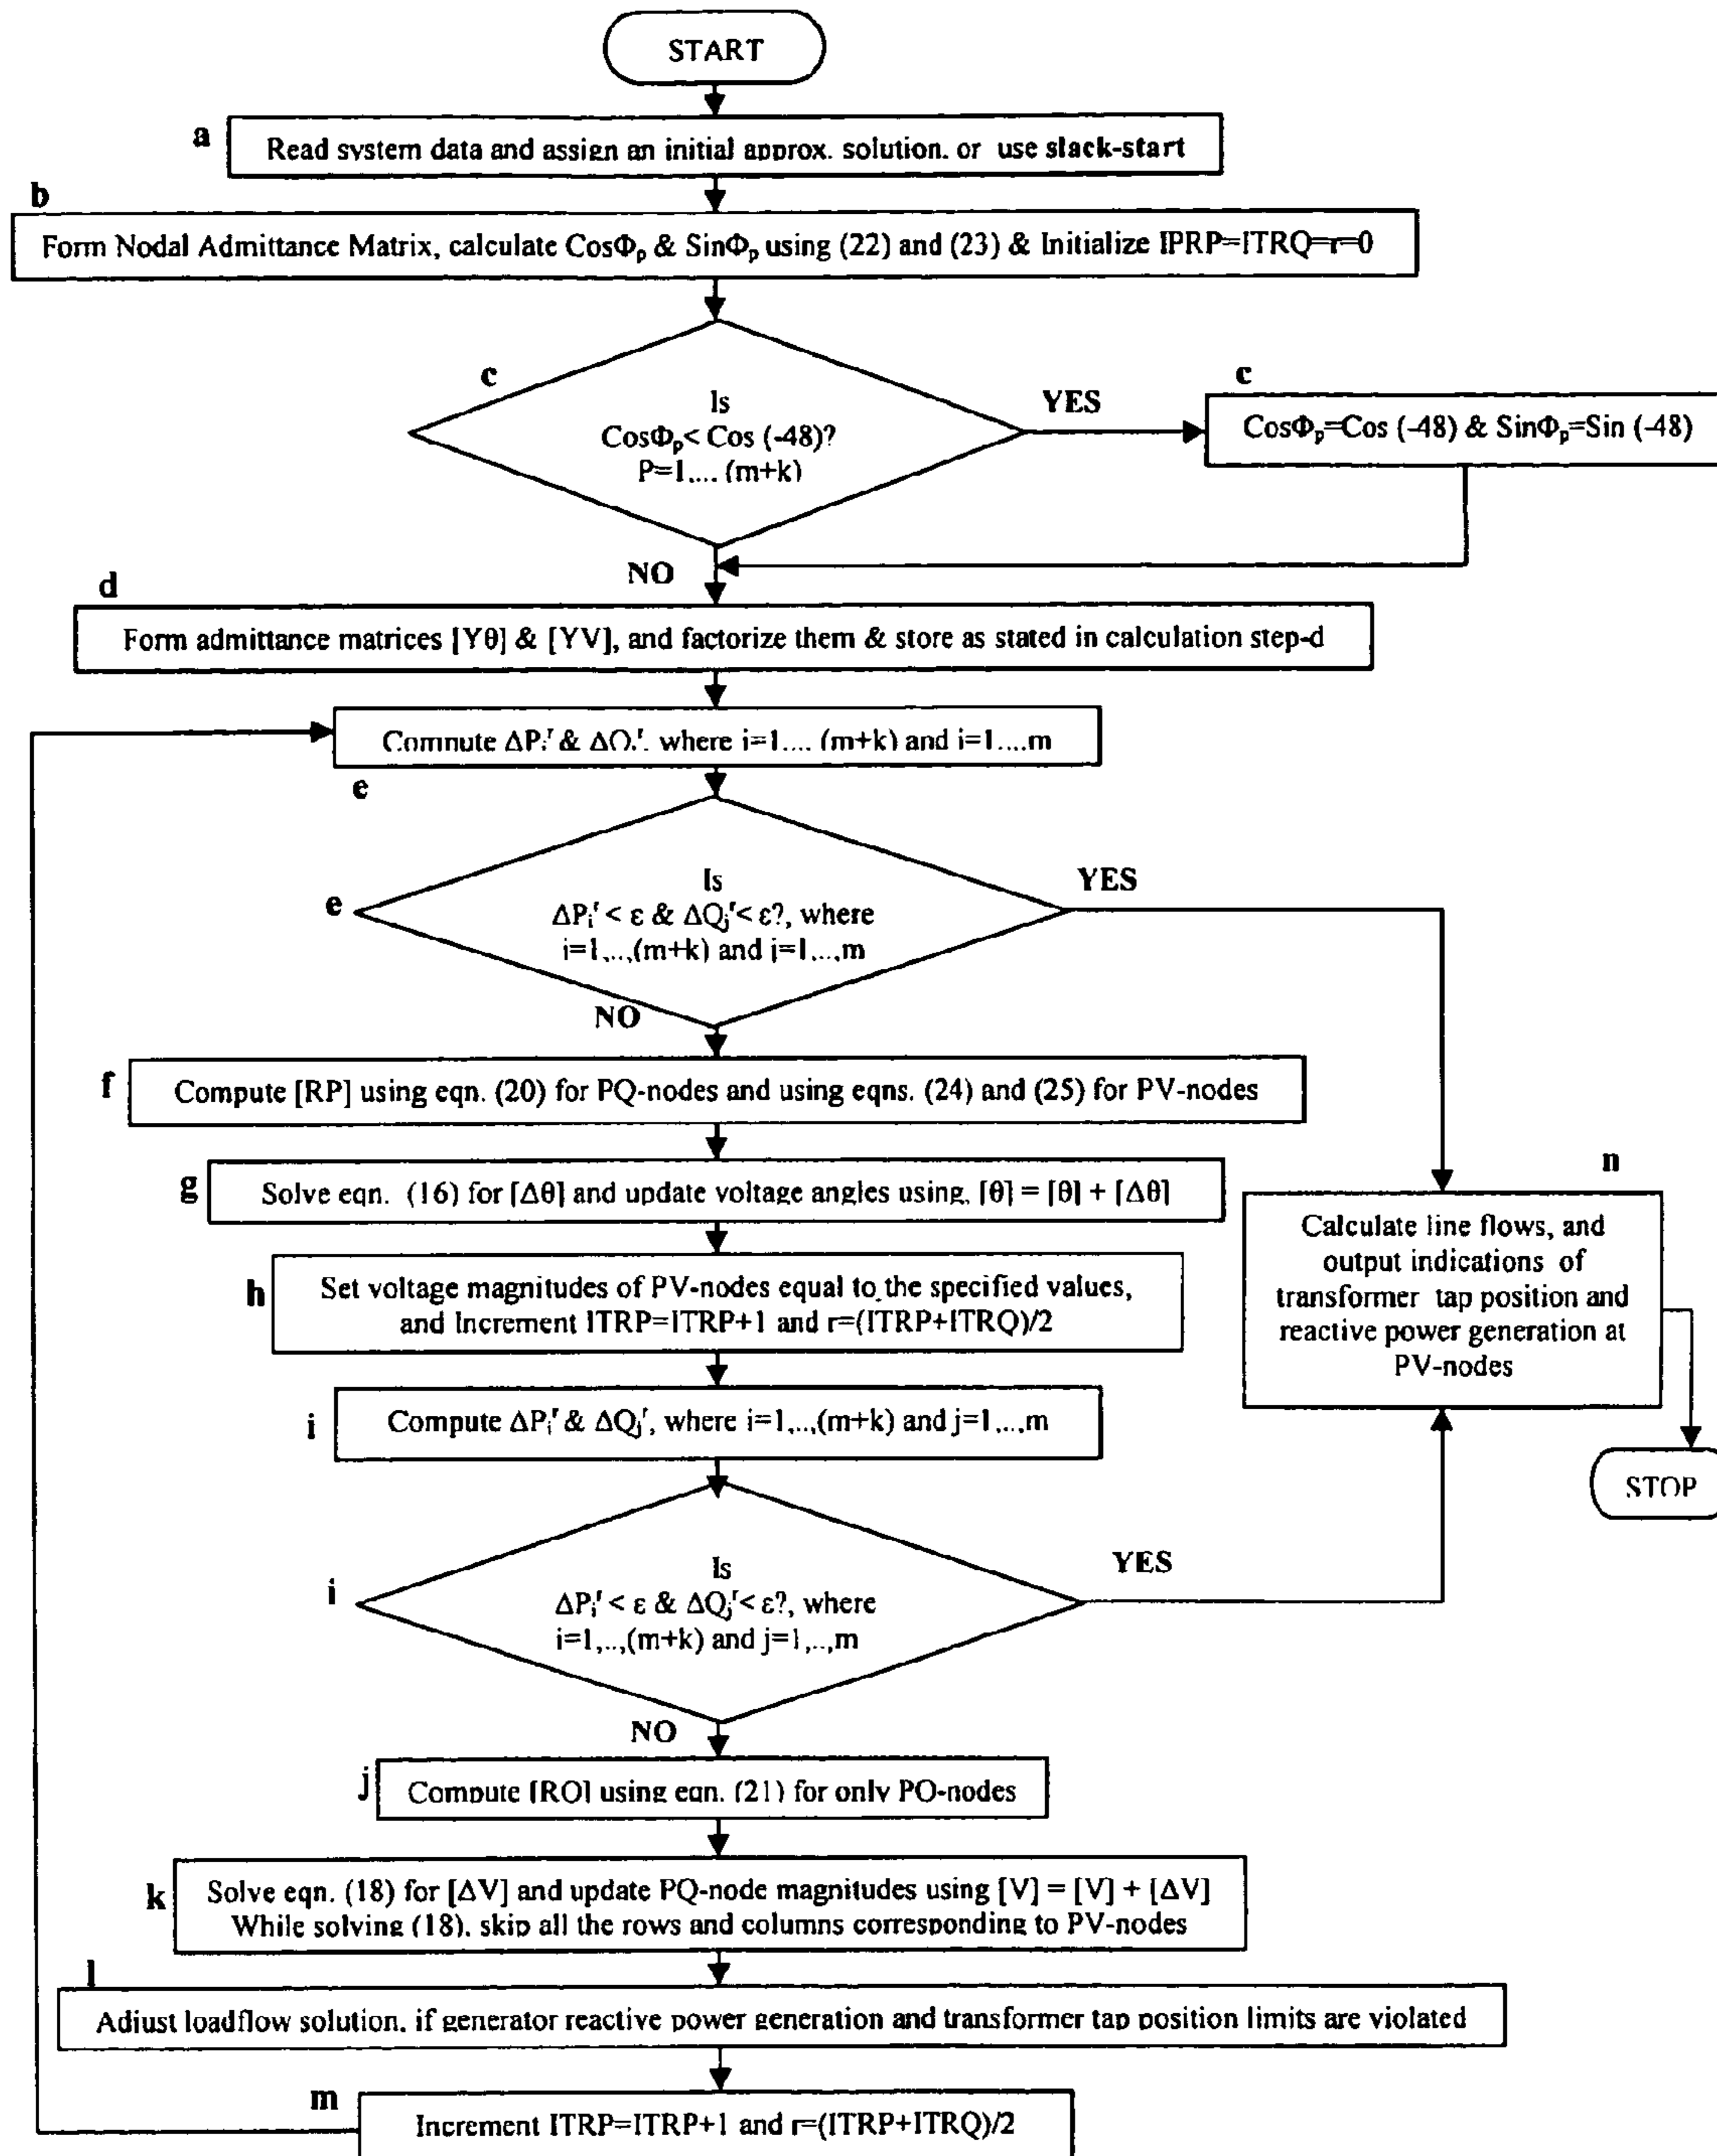 START
a
Read system data and assign an initial approx. solution. or use slack-start
b
Form Nodal Admittance Matrix, calculate CosΦp & SinΦp using (22) and (23) & Initialize IPRP=ITRQ=r=0
c
Is
CosΦp< Cos (-48)?
P=1,... (m+k)
YES
c
CosΦp=Cos (-48) & SinΦp=Sin (-48)
NO
d
Form admittance matrices [Yθ] & [YV], and factorize them & store as stated in calculation step-d
Compute ΔPiʳ & ΔQiʳ, where i=1,... (m+k) and i=1,...m
e
e
Is
ΔPiʳ < ε & ΔQjʳ< ε?, where
i=1,..,(m+k) and j=1,..,m
YES
NO
f
Compute [RP] using eqn. (20) for PQ-nodes and using eqns. (24) and (25) for PV-nodes
g
Solve eqn. (16) for [Δθ] and update voltage angles using, [θ] = [θ] + [Δθ]
n
Calculate line flows, and
output indications of
transformer tap position and
reactive power generation at
PV-nodes
h
Set voltage magnitudes of PV-nodes equal to the specified values,
and Increment ITRP=ITRP+1 and r=(ITRP+ITRQ)/2
i
Compute ΔPiʳ & ΔQjʳ, where i=1,..,(m+k) and j=1,..,m
STOP
i
Is
ΔPiʳ < ε & ΔQjʳ< ε?, where
i=1,..,(m+k) and j=1,..,m
YES
NO
j
Compute [RQ] using eqn. (21) for only PQ-nodes
k
Solve eqn. (18) for [ΔV] and update PQ-node magnitudes using [V] = [V] + [ΔV]
While solving (18), skip all the rows and columns corresponding to PV-nodes
l
Adjust loadflow solution, if generator reactive power generation and transformer tap position limits are violated
m
Increment ITRP=ITRP+1 and r=(ITRP+ITRQ)/2